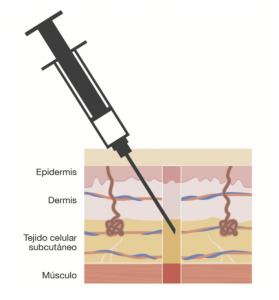 Epidermis
Dermis
Tejido celular
subcutáneo
Músculo